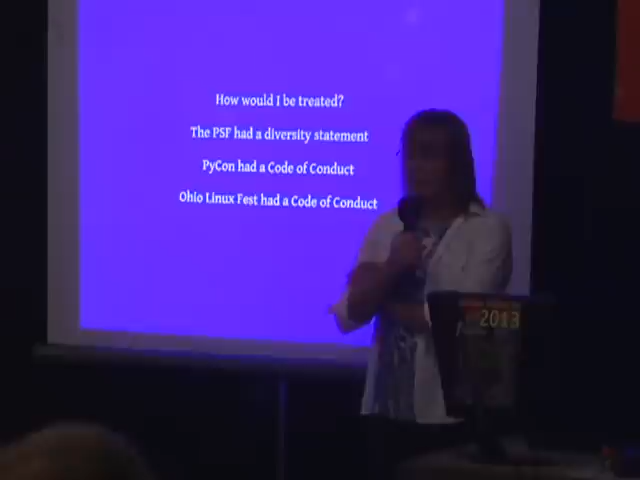 How would I be treated?
The PSF had a diversity statement
PyCon had a Code of Conduct
Ohio Linux Fest had a Code of Conduct
2013